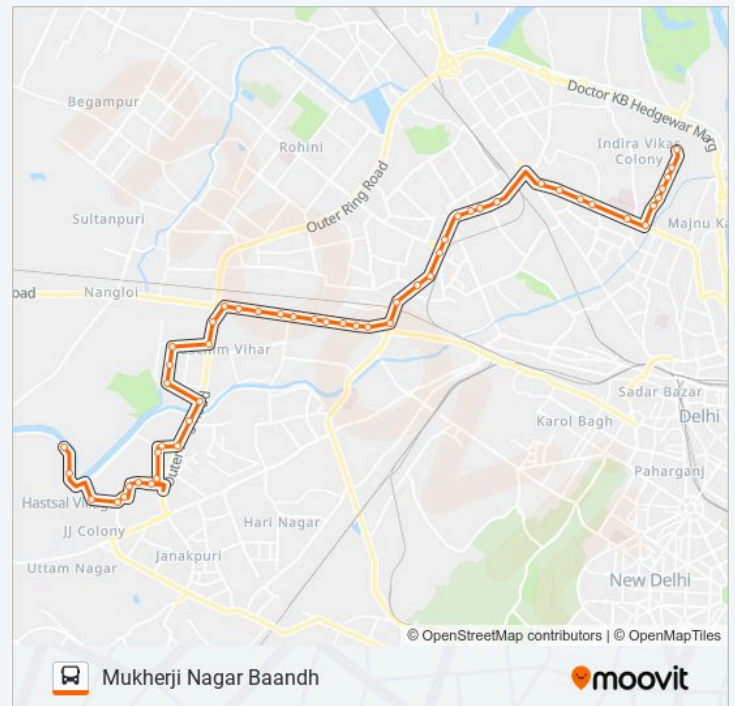 Doctor KB Hedgewar Marg
Begampur
Indira Vikas
Colony
Rohini
Outer Ring Road
Sultanpuri
Majnu Ka
oad
Nangloi
chim Vihar
Sadar Bazar
Delhi
Karol Bagh
Outer
d
Paharganj
Hastsal Villag
Hari Nagar
JJ Colony
Janakpuri
Uttam Nagar
New Delhi
© OpenStreetMap contributors | © OpenMapTiles
Mukherji Nagar Baandh
moovit